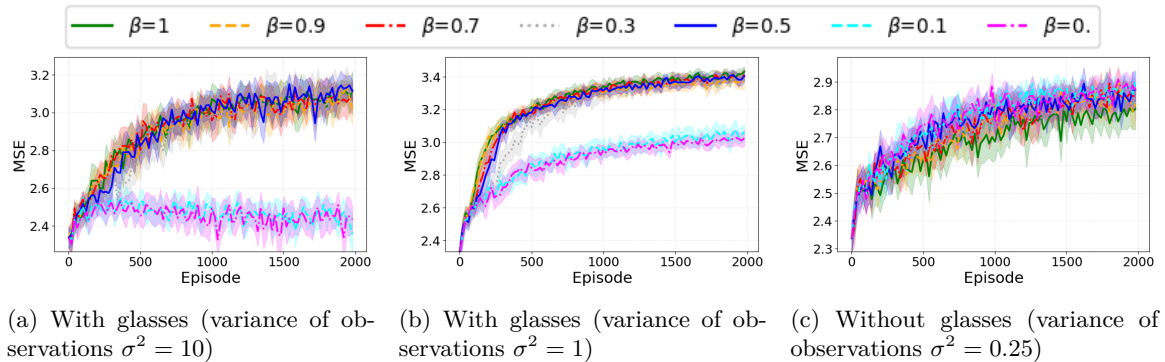 β=1 β=0.9 β=0.7 β=0.3 β=0.5 β=0.1 β=0.
3.2
3.0
2.8
2.6
2.4
MSE
0 500 1000 1500 2000
Episode
3.4
3.2
3.0
2.8
2.6
2.4
MSE
0 500 1000 1500 2000
Episode
2.9
2.8
2.7
2.6
2.5
2.4
2.3
MSE
0 500 1000 1500 2000
Episode
(a) With glasses (variance of ob-
servations σ² = 10)
(b) With glasses (variance of ob-
servations σ² = 1)
(c) Without glasses (variance of
observations σ² = 0.25)